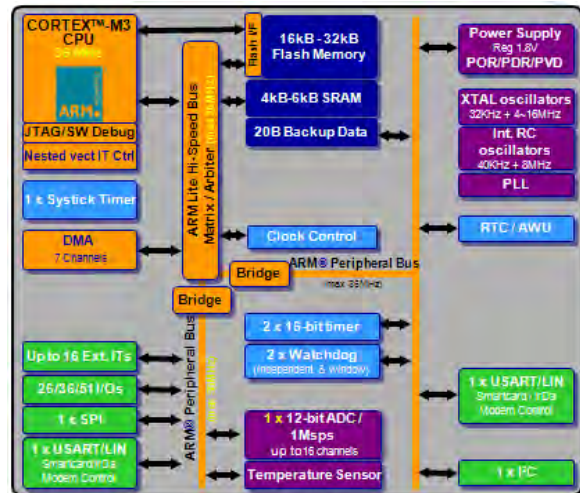 CORTEX™-M3
CPU
36 MHz
ARM
JTAG/SW Debug
Nested vect IT Ctrl
1 x Systick Timer
DMA
7 Channels
Up to 16 Ext. ITs
26/36/51 I/Os
1 x SPI
1 x USART/LIN
Smartcard IrDa
Modem Control
ARM Lite Hi-Speed Bus
Matrix / Arbiter
Flash I/F
16kB - 32kB
Flash Memory
4kB-6kB SRAM
20B Backup Data
Clock Control
Bridge
ARM® Peripheral Bus
(max 36MHz)
Bridge
ARM® Peripheral Bus
2 x 16-bit timer
2 x Watchdog
(independent & window)
1 x 12-bit ADC /
1Msps
up to 16 channels
Temperature Sensor
Power Supply
Reg 1.8V
POR/PDR/PVD
XTAL oscillators
32KHz + 4~16MHz
Int. RC
oscillators
40KHz + 8MHz
PLL
RTC / AWU
1 x USART/LIN
Smartcard IrDa
Modem Control
1 x I²C